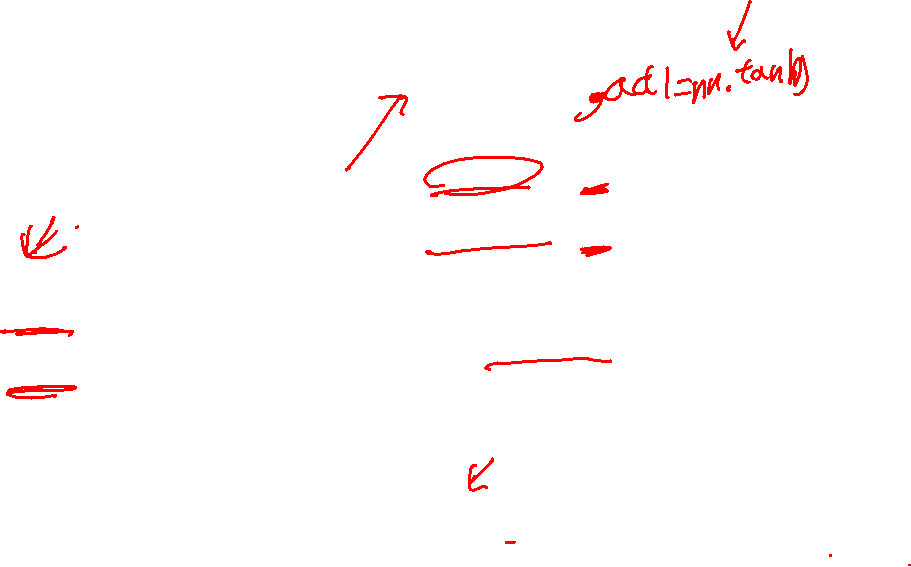 , act1=nn.tanh()